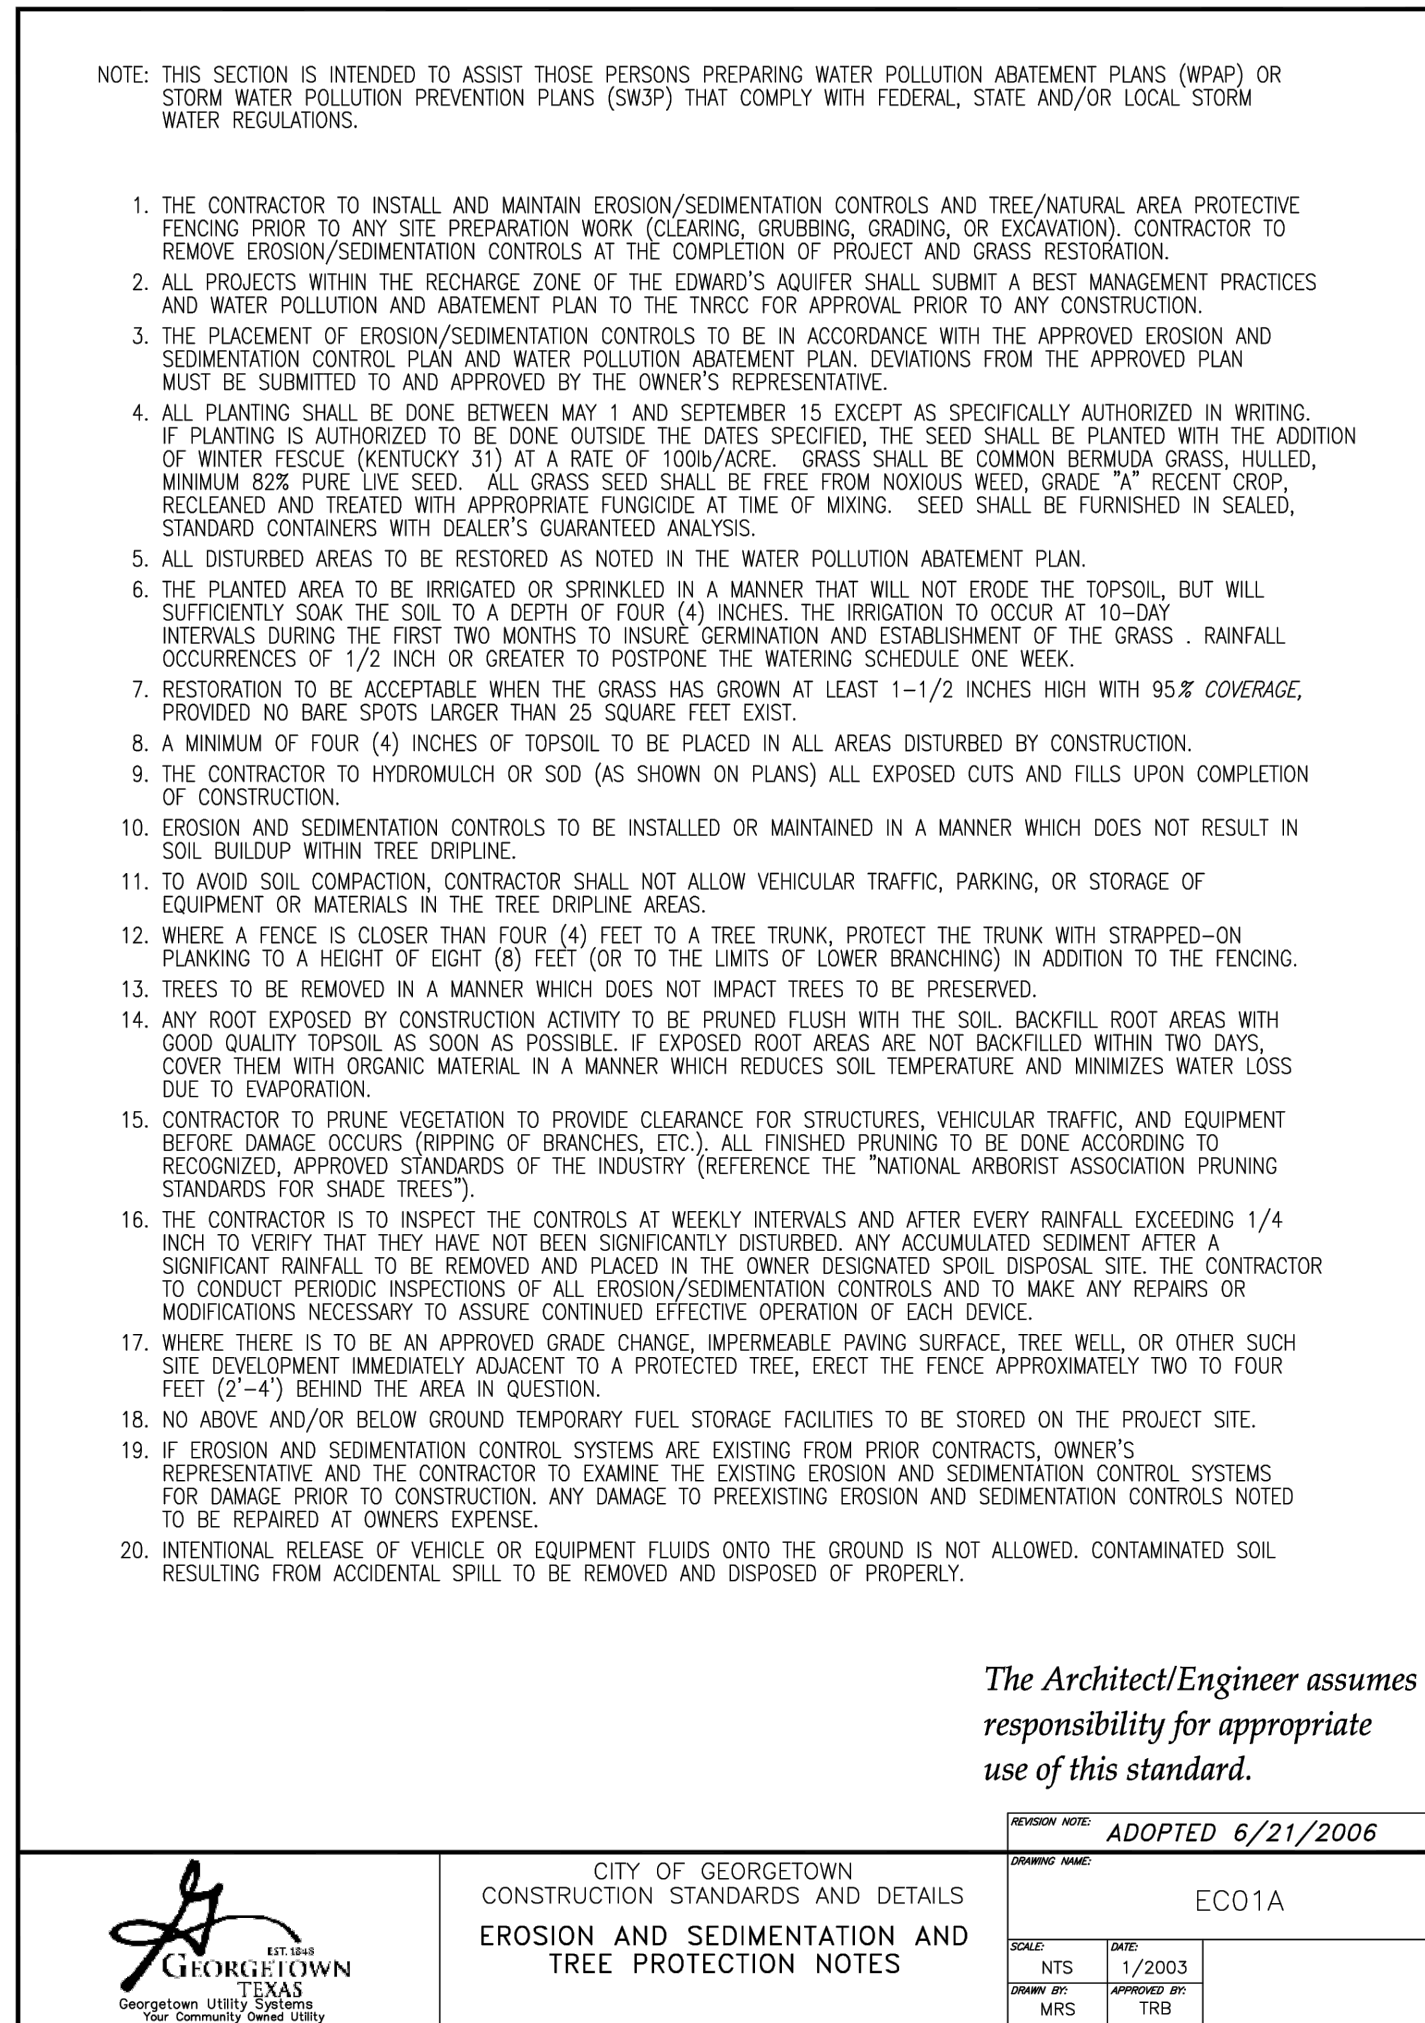 NOTE: THIS SECTION IS INTENDED TO ASSIST THOSE PERSONS PREPARING WATER POLLUTION ABATEMENT PLANS (WPAP) OR
STORM WATER POLLUTION PREVENTION PLANS (SW3P) THAT COMPLY WITH FEDERAL, STATE AND/OR LOCAL STORM
WATER REGULATIONS.
1. THE CONTRACTOR TO INSTALL AND MAINTAIN EROSION/SEDIMENTATION CONTROLS AND TREE/NATURAL AREA PROTECTIVE
FENCING PRIOR TO ANY SITE PREPARATION WORK (CLEARING, GRUBBING, GRADING, OR EXCAVATION). CONTRACTOR TO
REMOVE EROSION/SEDIMENTATION CONTROLS AT THE COMPLETION OF PROJECT AND GRASS RESTORATION.
2. ALL PROJECTS WITHIN THE RECHARGE ZONE OF THE EDWARD'S AQUIFER SHALL SUBMIT A BEST MANAGEMENT PRACTICES
AND WATER POLLUTION AND ABATEMENT PLAN TO THE TNRCC FOR APPROVAL PRIOR TO ANY CONSTRUCTION.
3. THE PLACEMENT OF EROSION/SEDIMENTATION CONTROLS TO BE IN ACCORDANCE WITH THE APPROVED EROSION AND
SEDIMENTATION CONTROL PLAN AND WATER POLLUTION ABATEMENT PLAN. DEVIATIONS FROM THE APPROVED PLAN
MUST BE SUBMITTED TO AND APPROVED BY THE OWNER'S REPRESENTATIVE.
4. ALL PLANTING SHALL BE DONE BETWEEN MAY 1 AND SEPTEMBER 15 EXCEPT AS SPECIFICALLY AUTHORIZED IN WRITING.
IF PLANTING IS AUTHORIZED TO BE DONE OUTSIDE THE DATES SPECIFIED, THE SEED SHALL BE PLANTED WITH THE ADDITION
OF WINTER FESCUE (KENTUCKY 31) AT A RATE OF 100lb/ACRE. GRASS SHALL BE COMMON BERMUDA GRASS, HULLED,
MINIMUM 82% PURE LIVE SEED. ALL GRASS SEED SHALL BE FREE FROM NOXIOUS WEED, GRADE "A" RECENT CROP,
RECLEANED AND TREATED WITH APPROPRIATE FUNGICIDE AT TIME OF MIXING. SEED SHALL BE FURNISHED IN SEALED,
STANDARD CONTAINERS WITH DEALER'S GUARANTEED ANALYSIS.
5. ALL DISTURBED AREAS TO BE RESTORED AS NOTED IN THE WATER POLLUTION ABATEMENT PLAN.
6. THE PLANTED AREA TO BE IRRIGATED OR SPRINKLED IN A MANNER THAT WILL NOT ERODE THE TOPSOIL, BUT WILL
SUFFICIENTLY SOAK THE SOIL TO A DEPTH OF FOUR (4) INCHES. THE IRRIGATION TO OCCUR AT 10-DAY
INTERVALS DURING THE FIRST TWO MONTHS TO INSURE GERMINATION AND ESTABLISHMENT OF THE GRASS . RAINFALL
OCCURRENCES OF 1/2 INCH OR GREATER TO POSTPONE THE WATERING SCHEDULE ONE WEEK.
7. RESTORATION TO BE ACCEPTABLE WHEN THE GRASS HAS GROWN AT LEAST 1-1/2 INCHES HIGH WITH 95% COVERAGE,
PROVIDED NO BARE SPOTS LARGER THAN 25 SQUARE FEET EXIST.
8. A MINIMUM OF FOUR (4) INCHES OF TOPSOIL TO BE PLACED IN ALL AREAS DISTURBED BY CONSTRUCTION.
9. THE CONTRACTOR TO HYDROMULCH OR SOD (AS SHOWN ON PLANS) ALL EXPOSED CUTS AND FILLS UPON COMPLETION
OF CONSTRUCTION.
10. EROSION AND SEDIMENTATION CONTROLS TO BE INSTALLED OR MAINTAINED IN A MANNER WHICH DOES NOT RESULT IN
SOIL BUILDUP WITHIN TREE DRIPLINE.
11. TO AVOID SOIL COMPACTION, CONTRACTOR SHALL NOT ALLOW VEHICULAR TRAFFIC, PARKING, OR STORAGE OF
EQUIPMENT OR MATERIALS IN THE TREE DRIPLINE AREAS.
12. WHERE A FENCE IS CLOSER THAN FOUR (4) FEET TO A TREE TRUNK, PROTECT THE TRUNK WITH STRAPPED-ON
PLANKING TO A HEIGHT OF EIGHT (8) FEET (OR TO THE LIMITS OF LOWER BRANCHING) IN ADDITION TO THE FENCING.
13. TREES TO BE REMOVED IN A MANNER WHICH DOES NOT IMPACT TREES TO BE PRESERVED.
14. ANY ROOT EXPOSED BY CONSTRUCTION ACTIVITY TO BE PRUNED FLUSH WITH THE SOIL. BACKFILL ROOT AREAS WITH
GOOD QUALITY TOPSOIL AS SOON AS POSSIBLE. IF EXPOSED ROOT AREAS ARE NOT BACKFILLED WITHIN TWO DAYS,
COVER THEM WITH ORGANIC MATERIAL IN A MANNER WHICH REDUCES SOIL TEMPERATURE AND MINIMIZES WATER LOSS
DUE TO EVAPORATION.
15. CONTRACTOR TO PRUNE VEGETATION TO PROVIDE CLEARANCE FOR STRUCTURES, VEHICULAR TRAFFIC, AND EQUIPMENT
BEFORE DAMAGE OCCURS (RIPPING OF BRANCHES, ETC.). ALL FINISHED PRUNING TO BE DONE ACCORDING TO
RECOGNIZED, APPROVED STANDARDS OF THE INDUSTRY (REFERENCE THE "NATIONAL ARBORIST ASSOCIATION PRUNING
STANDARDS FOR SHADE TREES").
16. THE CONTRACTOR IS TO INSPECT THE CONTROLS AT WEEKLY INTERVALS AND AFTER EVERY RAINFALL EXCEEDING 1/4
INCH TO VERIFY THAT THEY HAVE NOT BEEN SIGNIFICANTLY DISTURBED. ANY ACCUMULATED SEDIMENT AFTER A
SIGNIFICANT RAINFALL TO BE REMOVED AND PLACED IN THE OWNER DESIGNATED SPOIL DISPOSAL SITE. THE CONTRACTOR
TO CONDUCT PERIODIC INSPECTIONS OF ALL EROSION/SEDIMENTATION CONTROLS AND TO MAKE ANY REPAIRS OR
MODIFICATIONS NECESSARY TO ASSURE CONTINUED EFFECTIVE OPERATION OF EACH DEVICE.
17. WHERE THERE IS TO BE AN APPROVED GRADE CHANGE, IMPERMEABLE PAVING SURFACE, TREE WELL, OR OTHER SUCH
SITE DEVELOPMENT IMMEDIATELY ADJACENT TO A PROTECTED TREE, ERECT THE FENCE APPROXIMATELY TWO TO FOUR
FEET (2'-4') BEHIND THE AREA IN QUESTION.
18. NO ABOVE AND/OR BELOW GROUND TEMPORARY FUEL STORAGE FACILITIES TO BE STORED ON THE PROJECT SITE.
19. IF EROSION AND SEDIMENTATION CONTROL SYSTEMS ARE EXISTING FROM PRIOR CONTRACTS, OWNER'S
REPRESENTATIVE AND THE CONTRACTOR TO EXAMINE THE EXISTING EROSION AND SEDIMENTATION CONTROL SYSTEMS
FOR DAMAGE PRIOR TO CONSTRUCTION. ANY DAMAGE TO PREEXISTING EROSION AND SEDIMENTATION CONTROLS NOTED
TO BE REPAIRED AT OWNERS EXPENSE.
20. INTENTIONAL RELEASE OF VEHICLE OR EQUIPMENT FLUIDS ONTO THE GROUND IS NOT ALLOWED. CONTAMINATED SOIL
RESULTING FROM ACCIDENTAL SPILL TO BE REMOVED AND DISPOSED OF PROPERLY.
The Architect/Engineer assumes
responsibility for appropriate
use of this standard.
REVISION NOTE: ADOPTED 6/21/2006
EST. 1848
GEORGETOWN
TEXAS
Georgetown Utility Systems
Your Community Owned Utility
CITY OF GEORGETOWN
CONSTRUCTION STANDARDS AND DETAILS
EROSION AND SEDIMENTATION AND
TREE PROTECTION NOTES
DRAWING NAME:
EC01A
SCALE: DATE:
NTS 1/2003
DRAWN BY: APPROVED BY:
MRS TRB